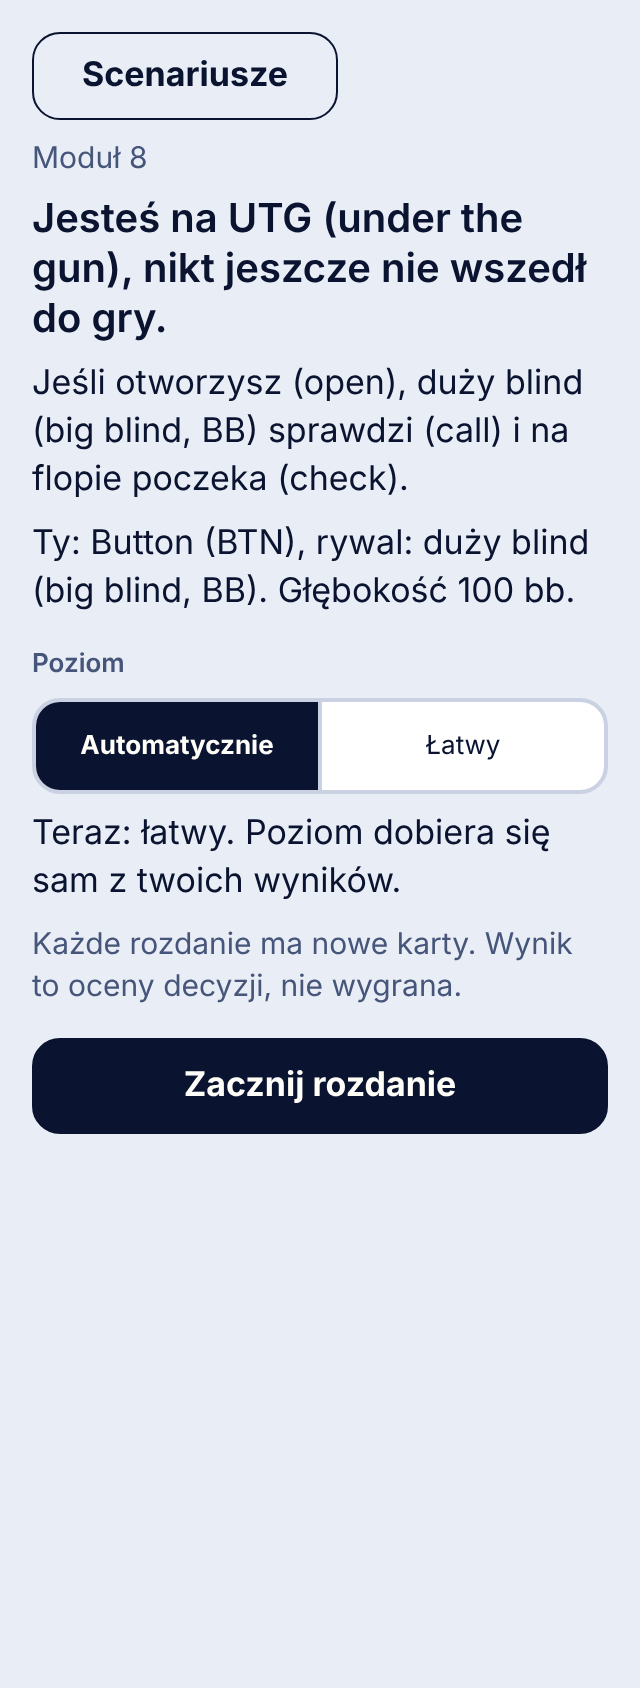 Scenariusze
Moduł 8
Jesteś na UTG (under the
gun), nikt jeszcze nie wszedł
do gry.
Jeśli otworzysz (open), duży blind
(big blind, BB) sprawdzi (call) i na
flopie poczeka (check).
Ty: Button (BTN), rywal: duży blind
(big blind, BB). Głębokość 100 bb.
Poziom
Automatycznie
Łatwy
Teraz: łatwy. Poziom dobiera się
sam z twoich wyników.
Każde rozdanie ma nowe karty. Wynik
to oceny decyzji, nie wygrana.
Zacznij rozdanie